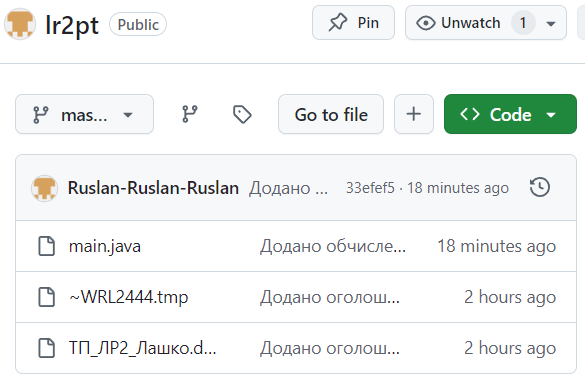 lr2pt Public Pin Unwatch 1
mas... Go to file Code
Ruslan-Ruslan-Ruslan Додано ... 33efef5 · 18 minutes ago
main.java Додано обчисле... 18 minutes ago
~WRL2444.tmp Додано оголош... 2 hours ago
ТП_ЛР2_Лашко.d... Додано оголош... 2 hours ago